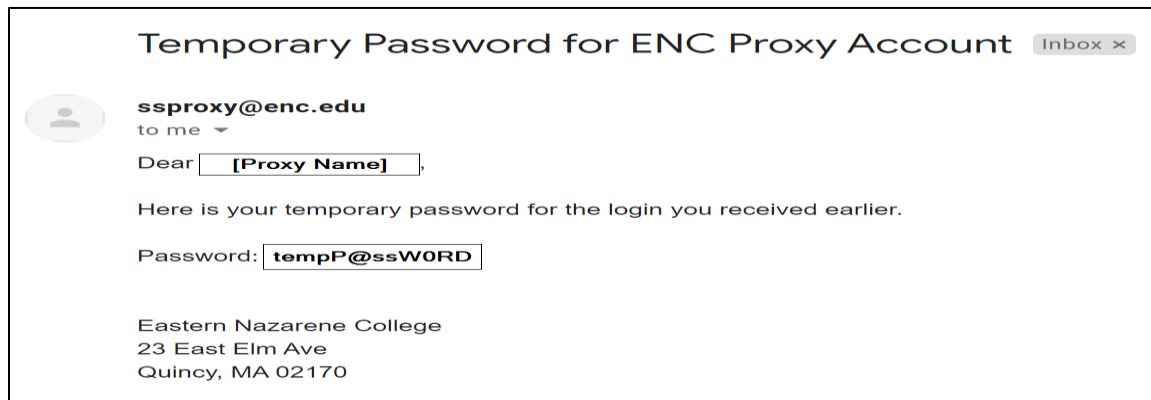 Temporary Password for ENC Proxy Account Inbox ×
ssproxy@enc.edu
to me
Dear [Proxy Name],
Here is your temporary password for the login you received earlier.
Password: tempP@ssW0RD
Eastern Nazarene College
23 East Elm Ave
Quincy, MA 02170